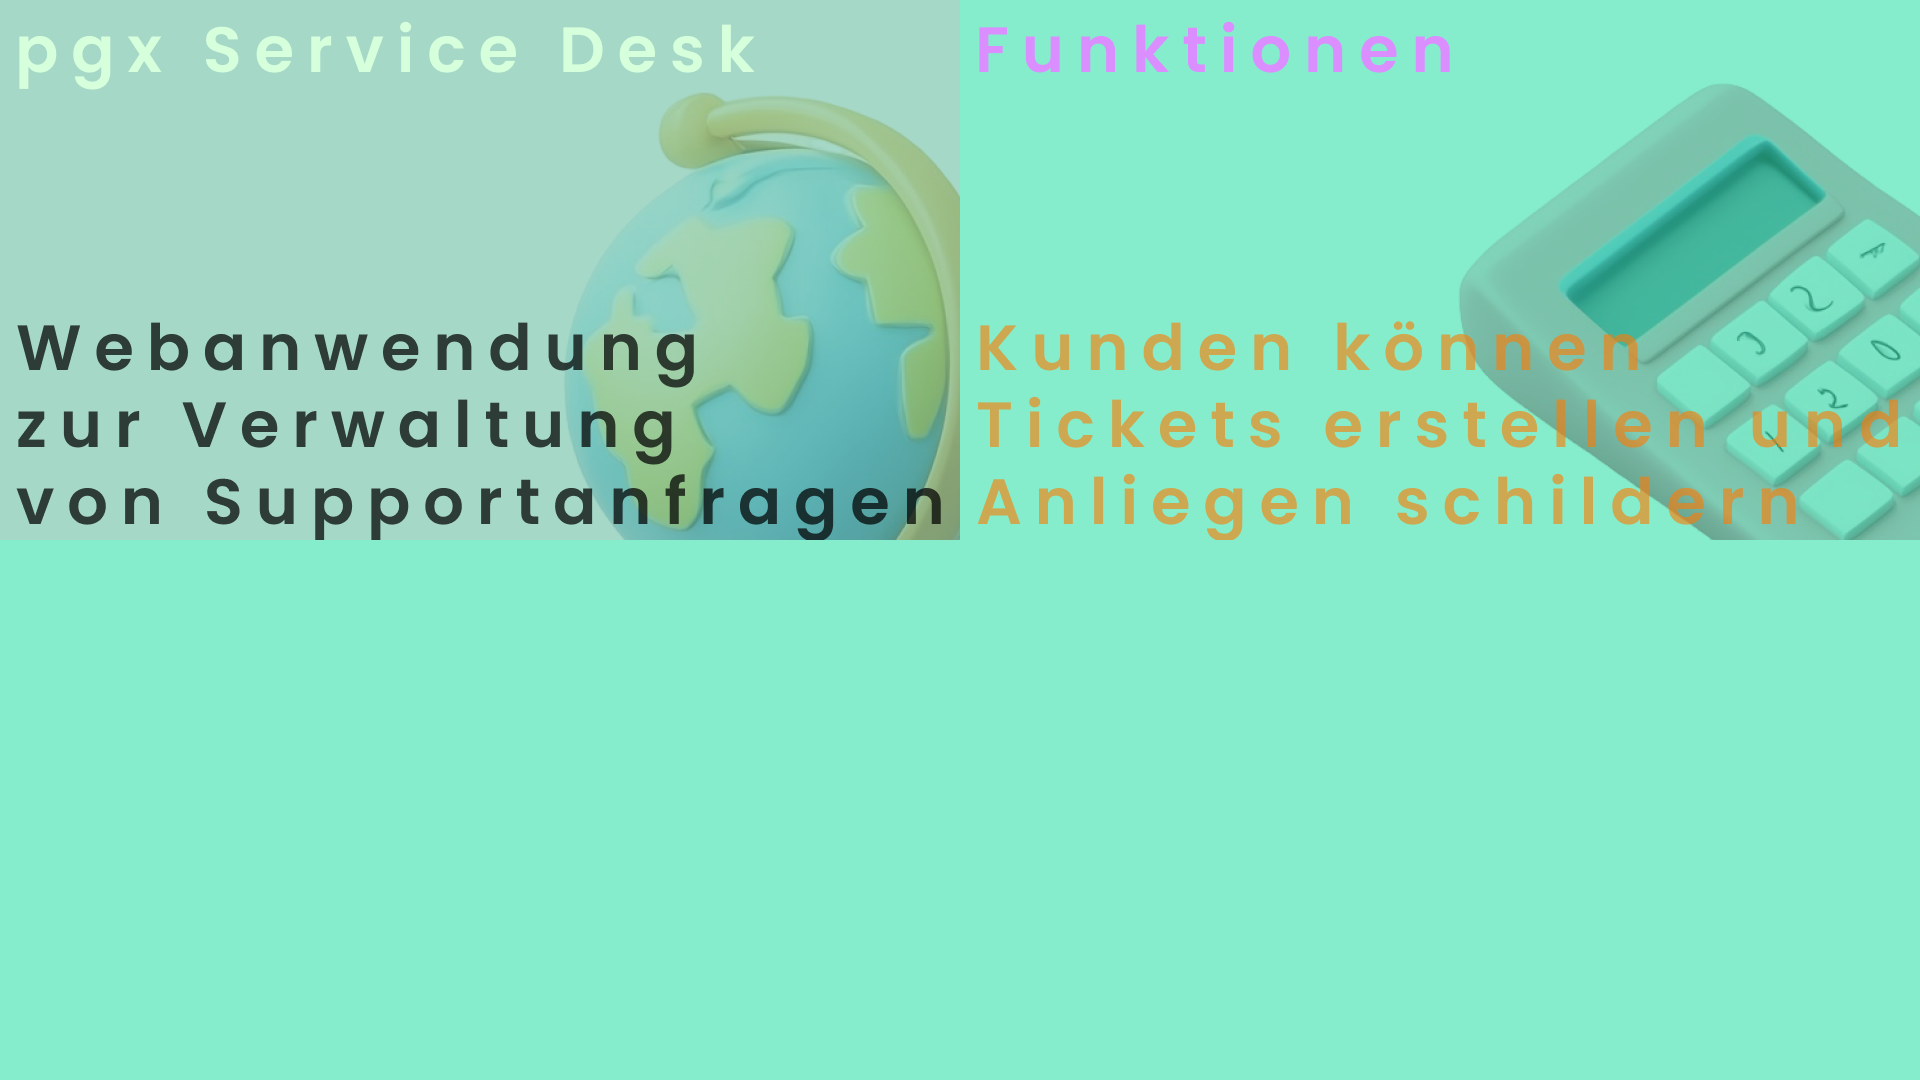 pgx Service Desk
Webanwendung
zur Verwaltung
von Supportanfragen
Funktionen
Kunden können
Tickets erstellen und
Anliegen schildern